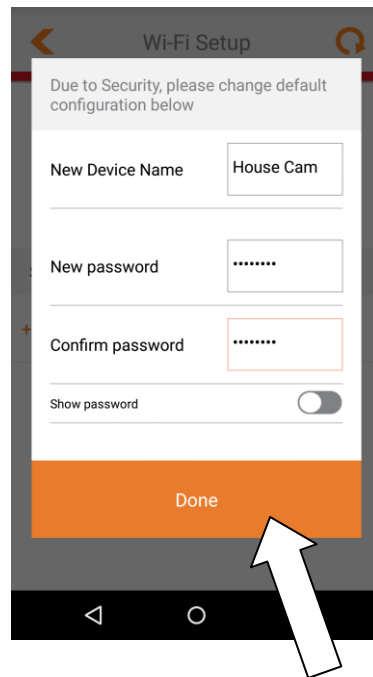 Wi-Fi Setup
Due to Security, please change default
configuration below
New Device Name
House Cam
New password
••••••••
Confirm password
••••••••
Show password
Done